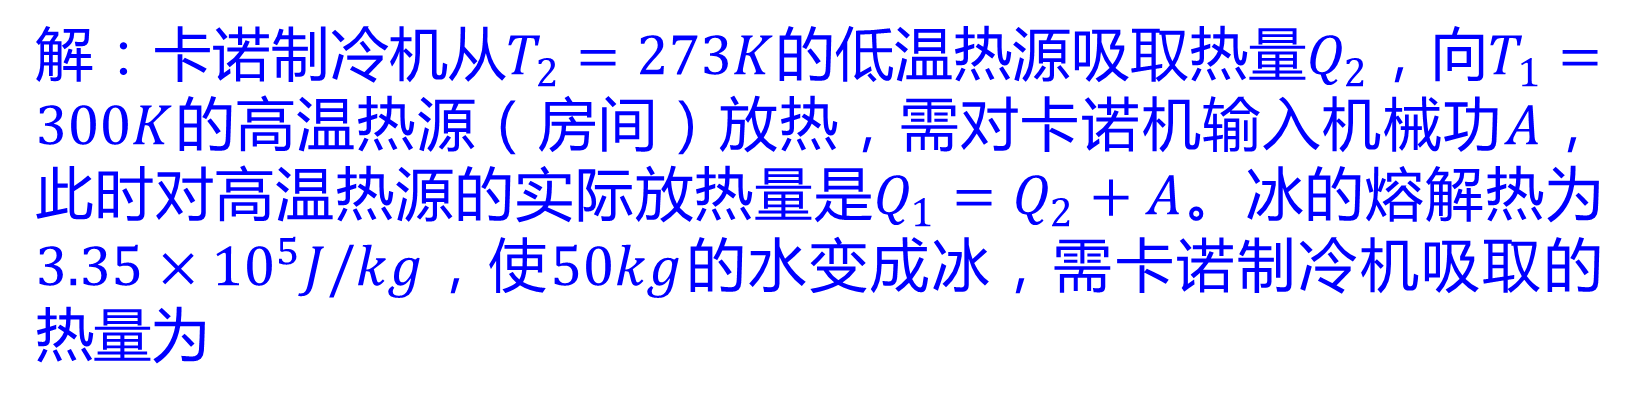 解：卡诺制冷机从T₂ = 273K的低温热源吸取热量Q₂，向T₁ =
300K的高温热源（房间）放热，需对卡诺机输入机械功A，
此时对高温热源的实际放热量是Q₁ = Q₂ + A。冰的熔解热为
3.35 × 10⁵J/kg，使50kg的水变成冰，需卡诺制冷机吸取的
热量为